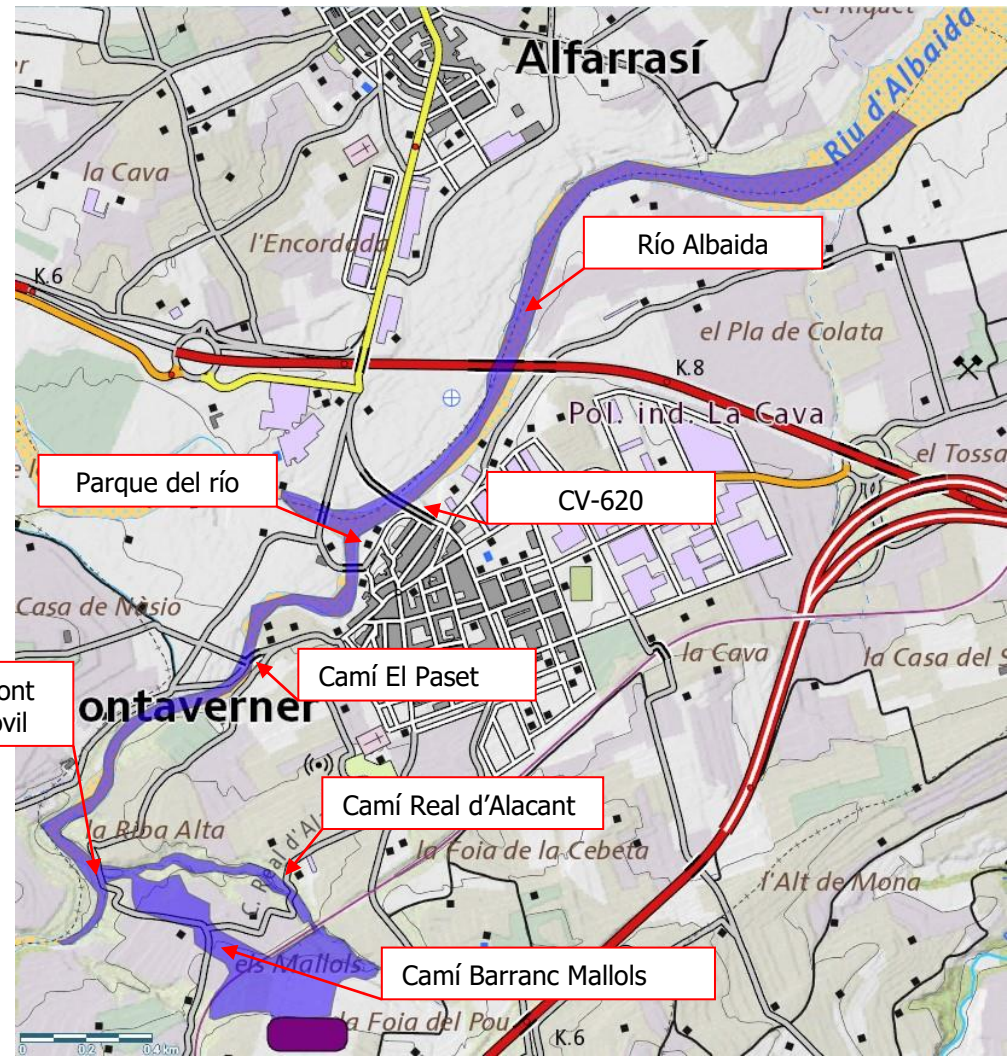 el Riquet
Alfarrasí
Riu d'Albaida
er
la Cava
l'Encordada
Río Albaida
K.6
el Pla de Colata
K.8
Pol. ind. La Cava
el Tossa
Parque del río
CV-620
Casa de Nàsio
la Cava
la Casa del S
Camí El Paset
ont
ovil
ontaverner
Camí Real d'Alacant
la Riba Alta
C. Real d'Al
la Foia de la Cebeta
l'Alt de Mona
els Mallols
Camí Barranc Mallols
la Foia del Pou
K.6
0 0.2 0.4 km